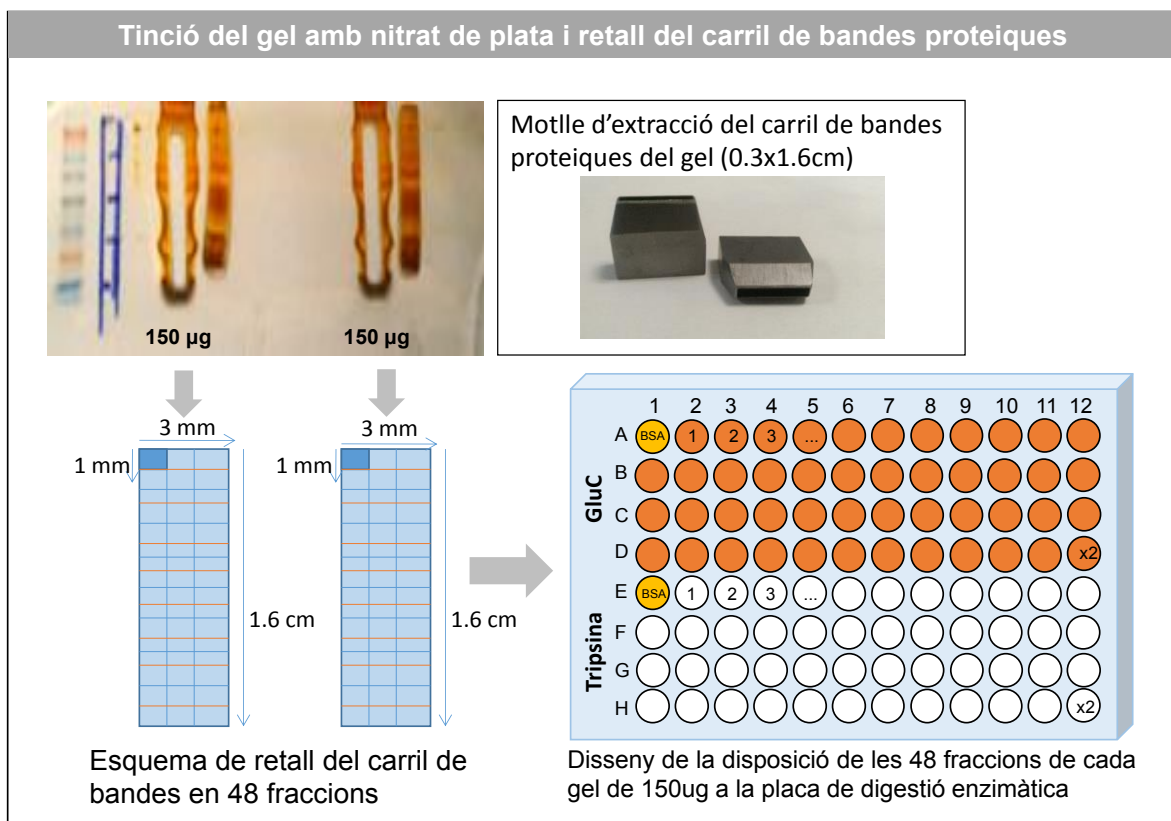 Tinció del gel amb nitrat de plata i retall del carril de bandes proteiques
150 µg
150 µg
Motlle d'extracció del carril de bandes
proteiques del gel (0.3x1.6cm)
3 mm
1 mm
1.6 cm
3 mm
1 mm
1.6 cm
Esquema de retall del carril de
bandes en 48 fraccions
1 2 3 4 5 6 7 8 9 10 11 12
GluC
A BSA 1 2 3 ...
B
C
D x2
Tripsina
E BSA 1 2 3 ...
F
G
H x2
Disseny de la disposició de les 48 fraccions de cada
gel de 150ug a la placa de digestió enzimàtica